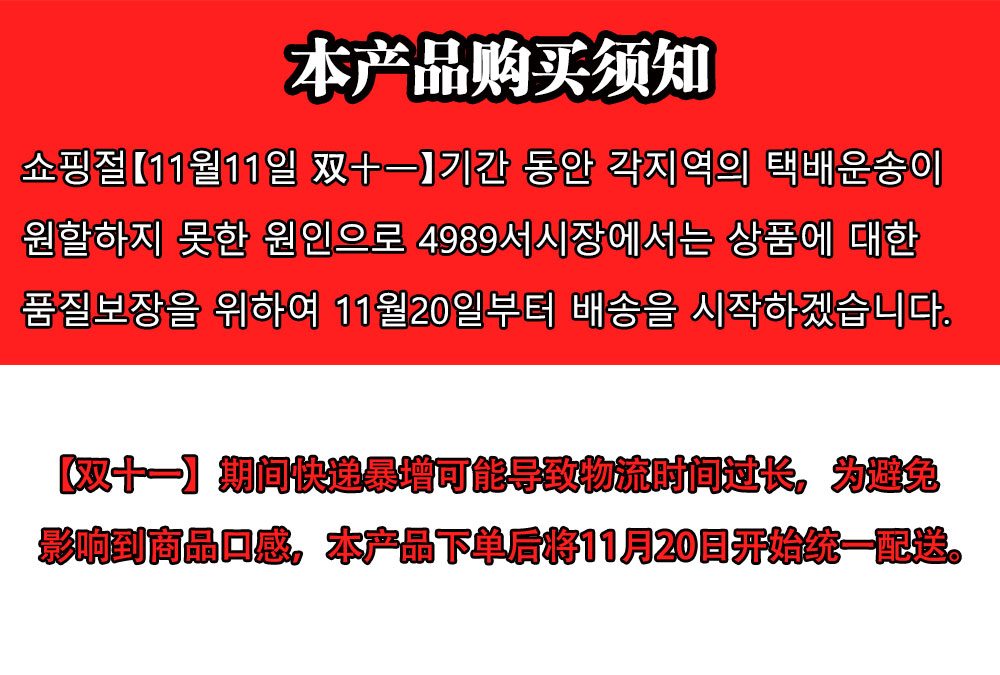 本产品购买须知
쇼핑절【11월11일 双十一】기간 동안 각지역의 택배운송이
원할하지 못한 원인으로 4989서시장에서는 상품에 대한
품질보장을 위하여 11월20일부터 배송을 시작하겠습니다.
【双十一】期间快递暴增可能导致物流时间过长，为避免
影响到商品口感，本产品下单后将11月20日开始统一配送。